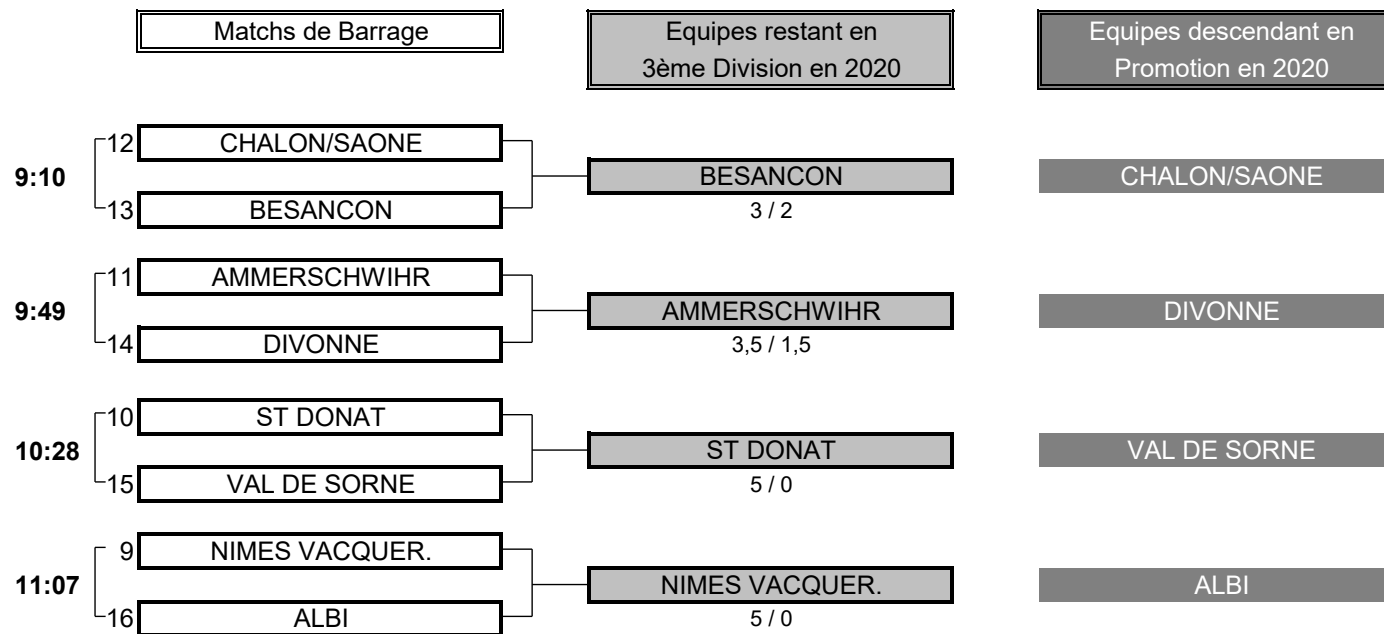 Matchs de Barrage
Equipes restant en
3ème Division en 2020
Equipes descendant en
Promotion en 2020
12 CHALON/SAONE
9:10 BESANCON CHALON/SAONE
13 BESANCON 3 / 2
11 AMMERSCHWIHR
9:49 AMMERSCHWIHR DIVONNE
14 DIVONNE 3,5 / 1,5
10 ST DONAT
10:28 ST DONAT VAL DE SORNE
15 VAL DE SORNE 5 / 0
9 NIMES VACQUER.
11:07 NIMES VACQUER. ALBI
16 ALBI 5 / 0